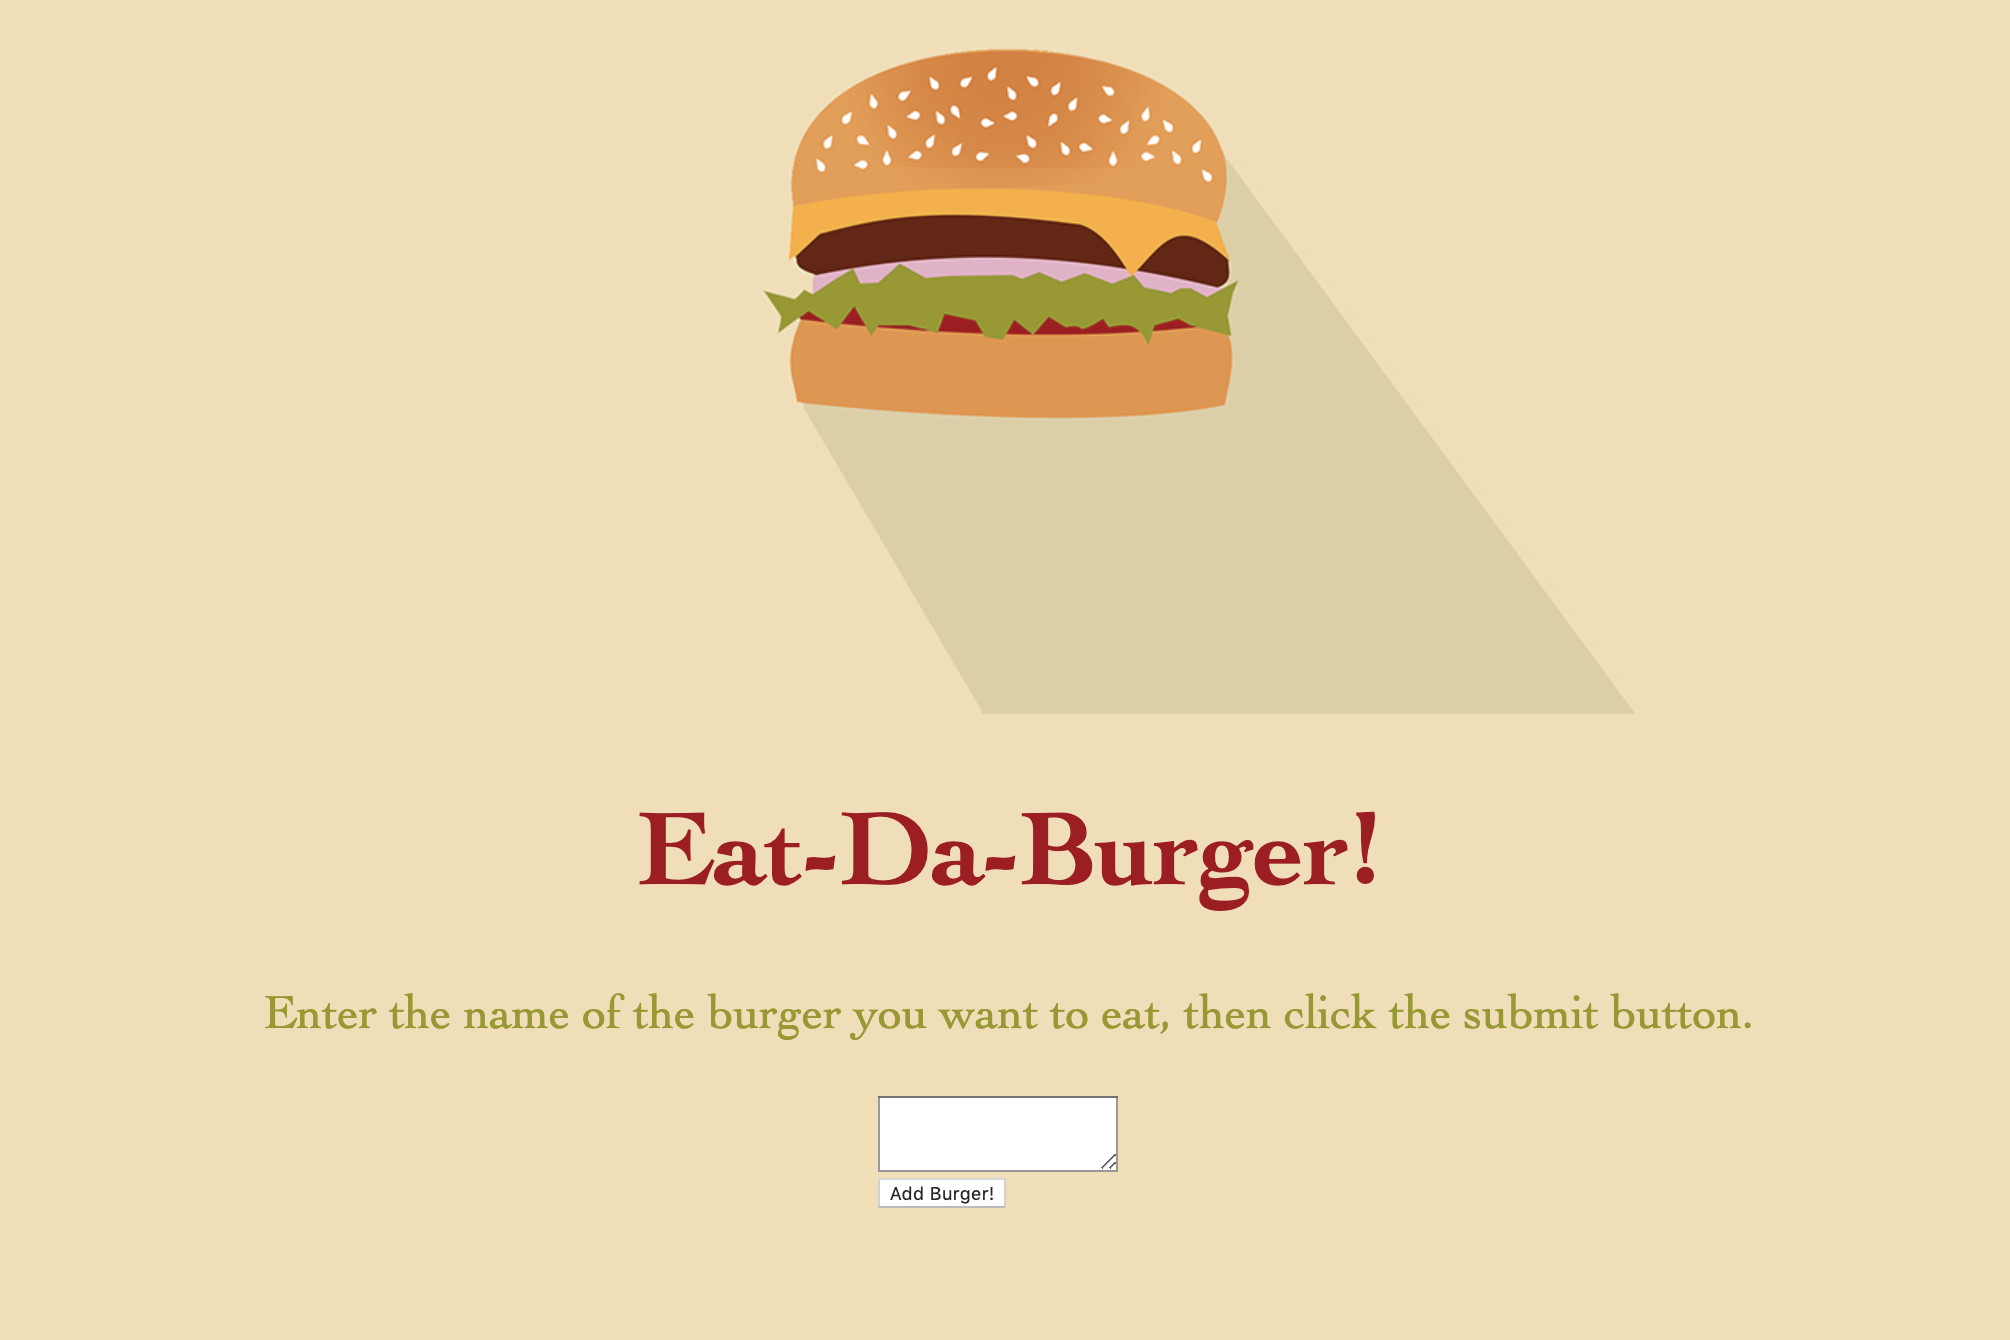 Eat-Da-Burger!
Enter the name of the burger you want to eat, then click the submit button.
Add Burger!